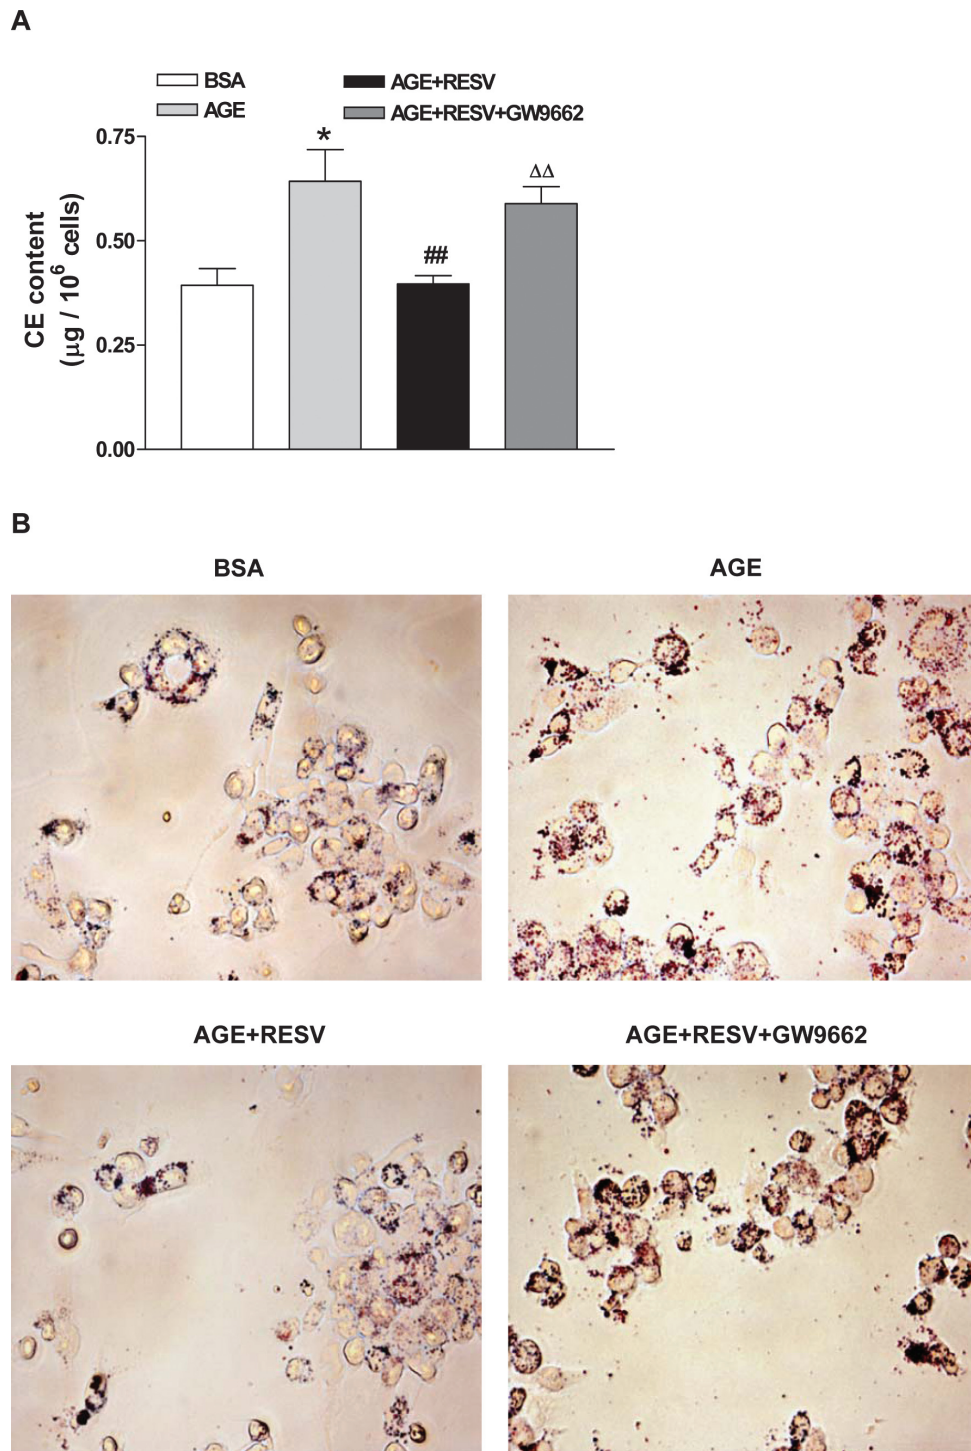 A
BSA
AGE+RESV
AGE
AGE+RESV+GW9662
0.75
*
ΔΔ
0.50
##
CE content
(μg / 10⁶ cells)
0.25
0.00
B
BSA
AGE
AGE+RESV
AGE+RESV+GW9662